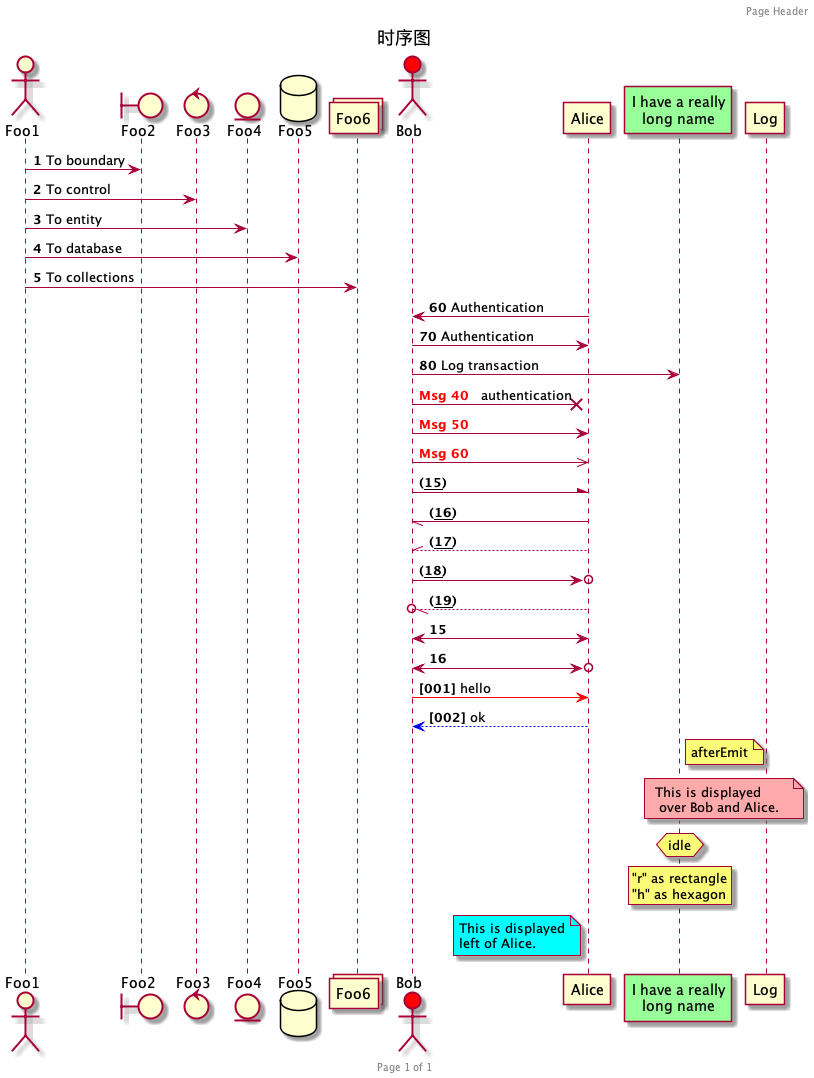 Page Header
时序图
Foo1
Foo2
Foo3
Foo4
Foo5
Foo6
Bob
Alice
I have a really
long name
Log
1 To boundary
2 To control
3 To entity
4 To database
5 To collections
60 Authentication
70 Authentication
80 Log transaction
Msg 40 authentication
Msg 50
Msg 60
(15)
(16)
(17)
(18)
(19)
15
16
[001] hello
[002] ok
afterEmit
This is displayed
over Bob and Alice.
idle
"r" as rectangle
"h" as hexagon
This is displayed
left of Alice.
Foo1
Foo2
Foo3
Foo4
Foo5
Foo6
Bob
Alice
I have a really
long name
Log
Page 1 of 1